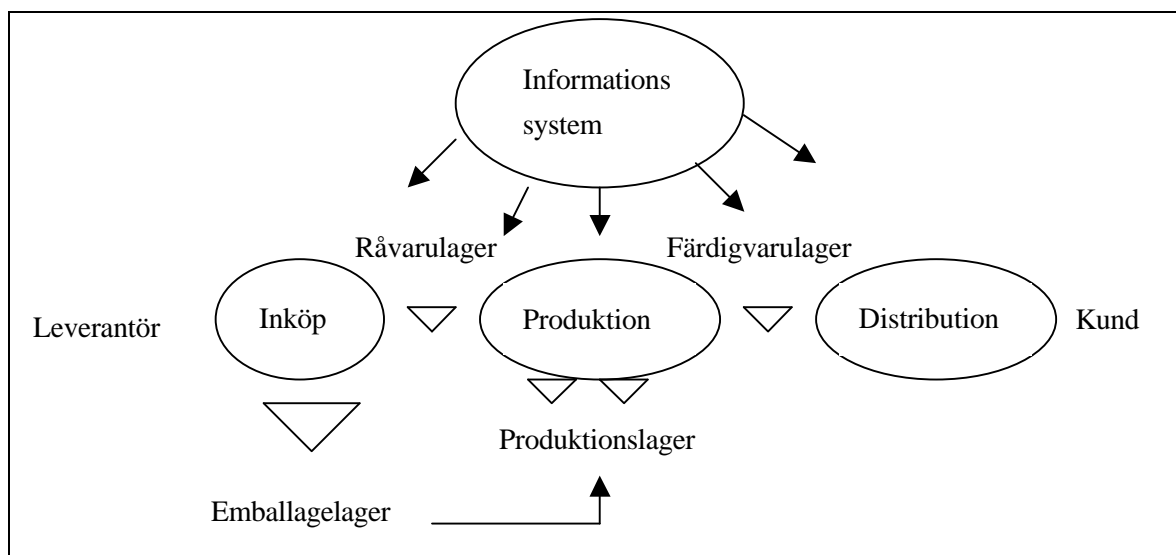 Informations
system
Råvarulager
Färdigvarulager
Leverantör
Inköp
Produktion
Distribution
Kund
Produktionslager
Emballagelager